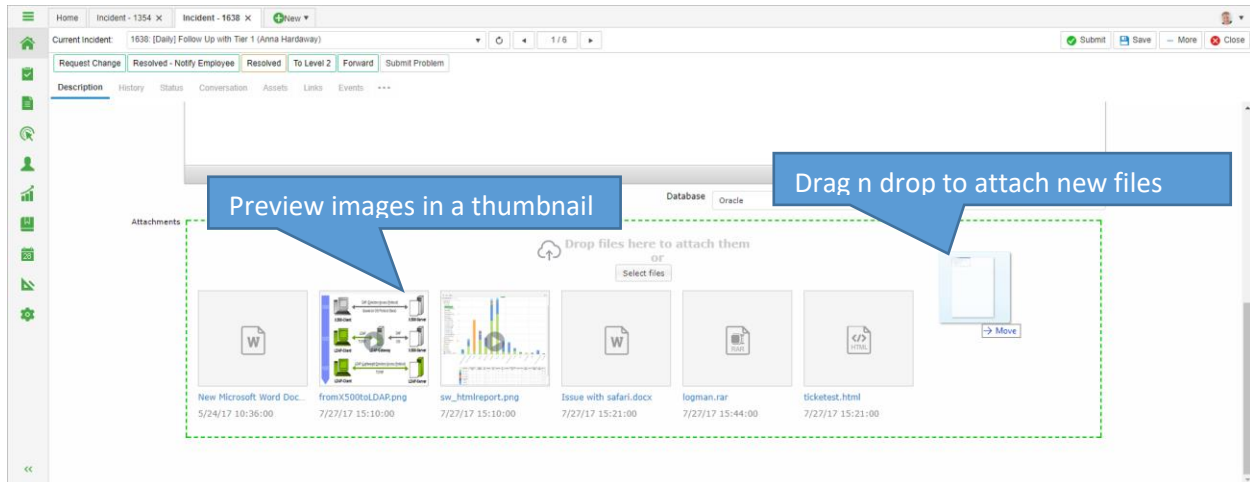 Home
Incident - 1354 ×
Incident - 1638 ×
New ▼
Current Incident:
1638: [Daily] Follow Up with Tier 1 (Anna Hardaway)
1 / 6
Submit
Save
More
Close
Request Change
Resolved - Notify Employee
Resolved
To Level 2
Forward
Submit Problem
Description
History
Status
Conversation
Assets
Links
Events
Preview images in a thumbnail
Drag n drop to attach new files
Database
Oracle
Attachments
Drop files here to attach them
or
Select files
W
W
RAR
</>
HTML
→ Move
New Microsoft Word Doc...
fromX500toLDAP.png
sw_htmlreport.png
Issue with safari.docx
logman.rar
ticketest.html
5/24/17 10:36:00
7/27/17 15:10:00
7/27/17 15:10:00
7/27/17 15:21:00
7/27/17 15:44:00
7/27/17 15:21:00